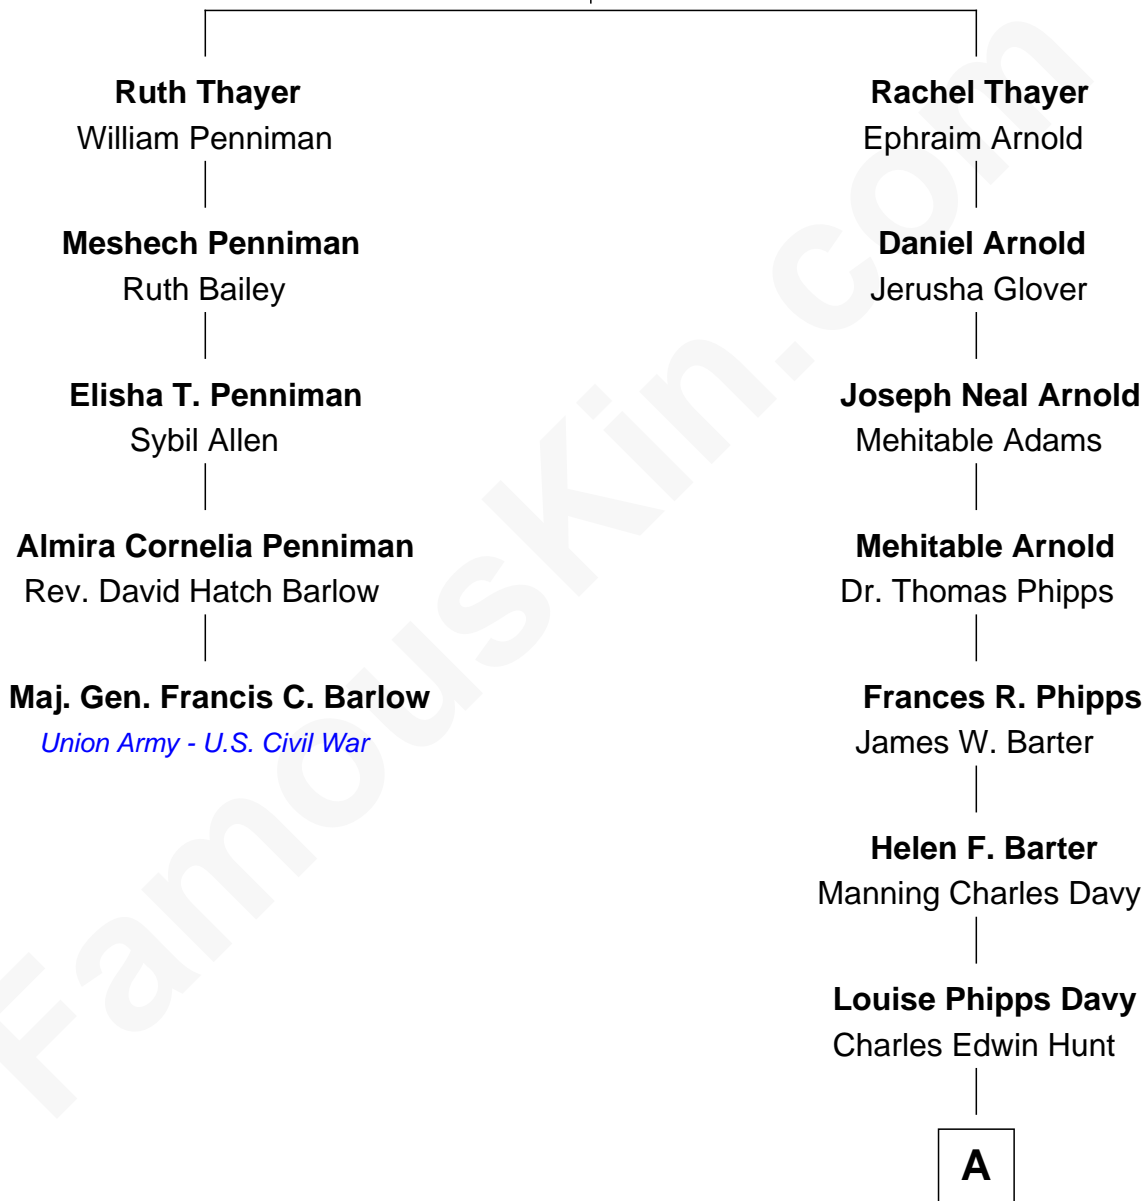 Ruth Thayer
William Penniman
Meshech Penniman
Ruth Bailey
Elisha T. Penniman
Sybil Allen
Almira Cornelia Penniman
Rev. David Hatch Barlow
Maj. Gen. Francis C. Barlow
Union Army - U.S. Civil War
Rachel Thayer
Ephraim Arnold
Daniel Arnold
Jerusha Glover
Joseph Neal Arnold
Mehitable Adams
Mehitable Arnold
Dr. Thomas Phipps
Frances R. Phipps
James W. Barter
Helen F. Barter
Manning Charles Davy
Louise Phipps Davy
Charles Edwin Hunt
A
FamousKin.com